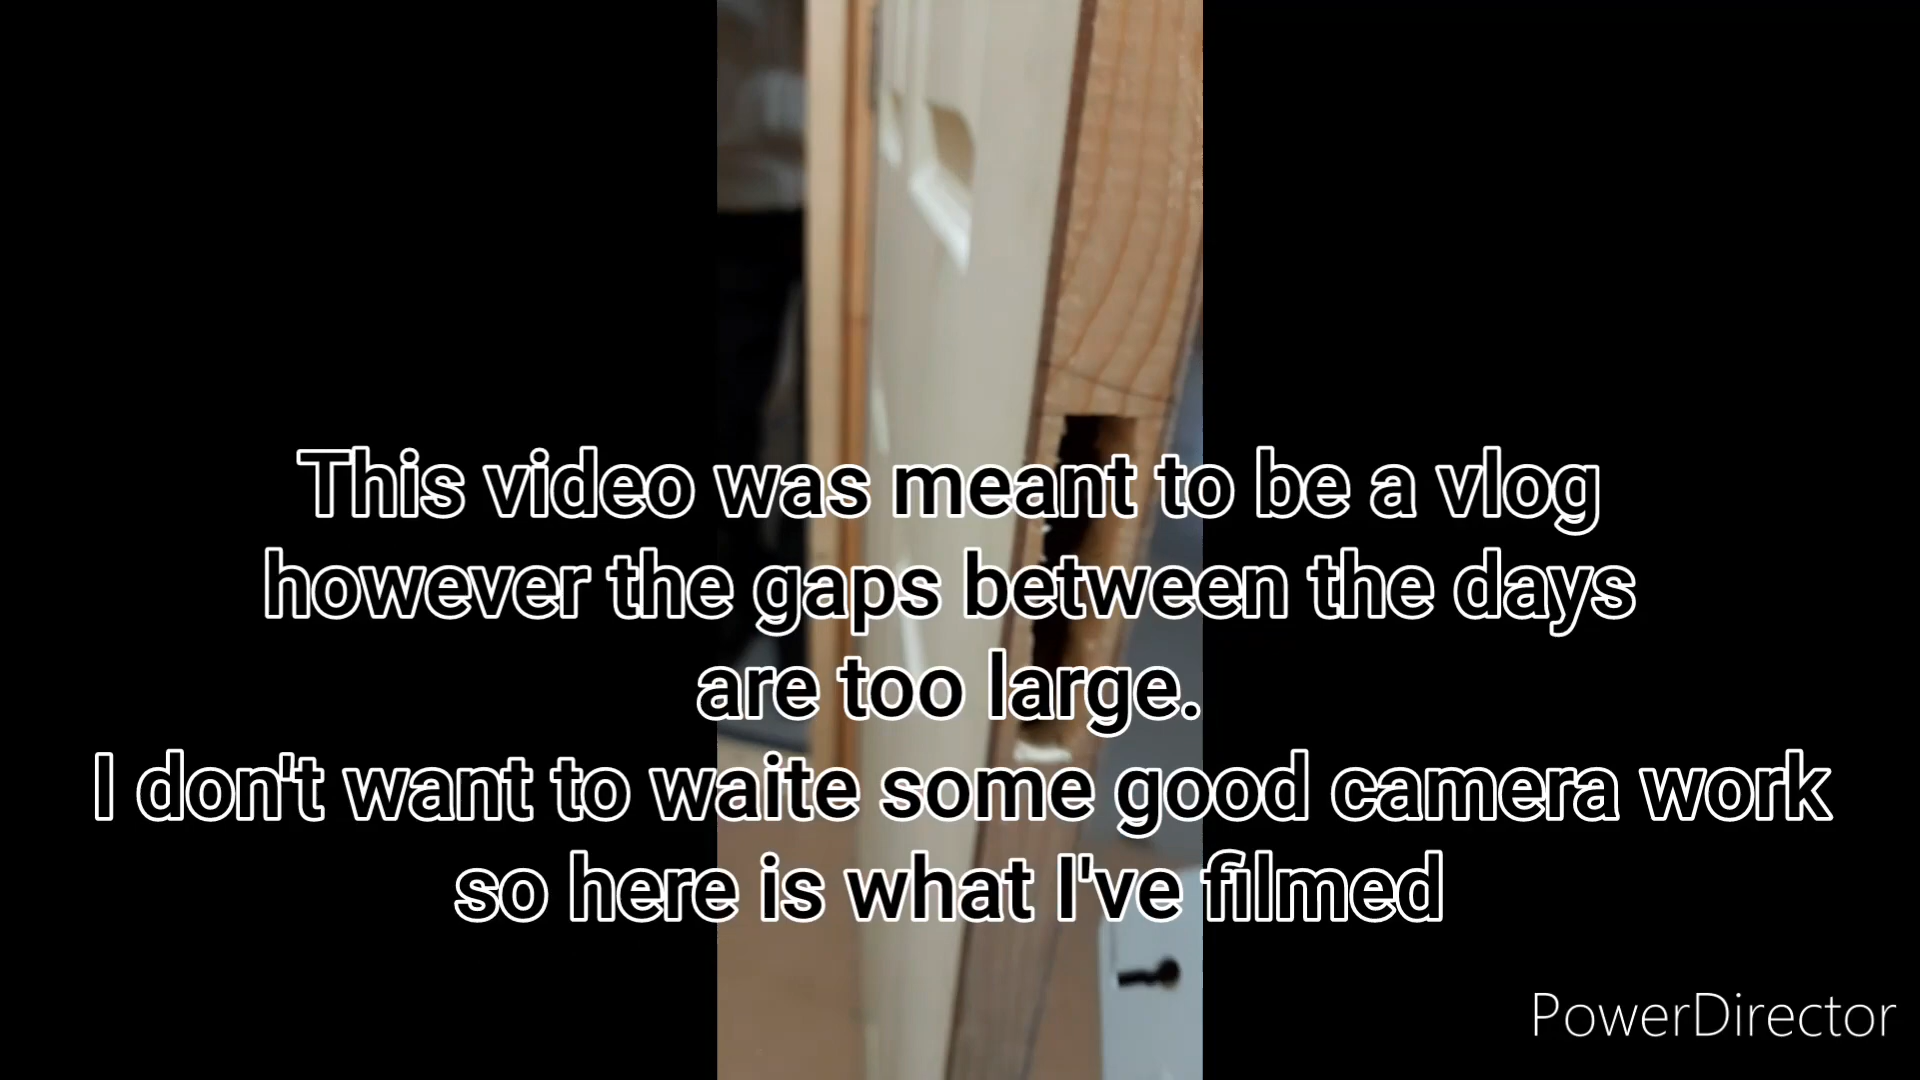 This video was meant to be a vlog
however the gaps between the days
are too large.
I don't want to waite some good camera work
so here is what I've filmed
PowerDirector